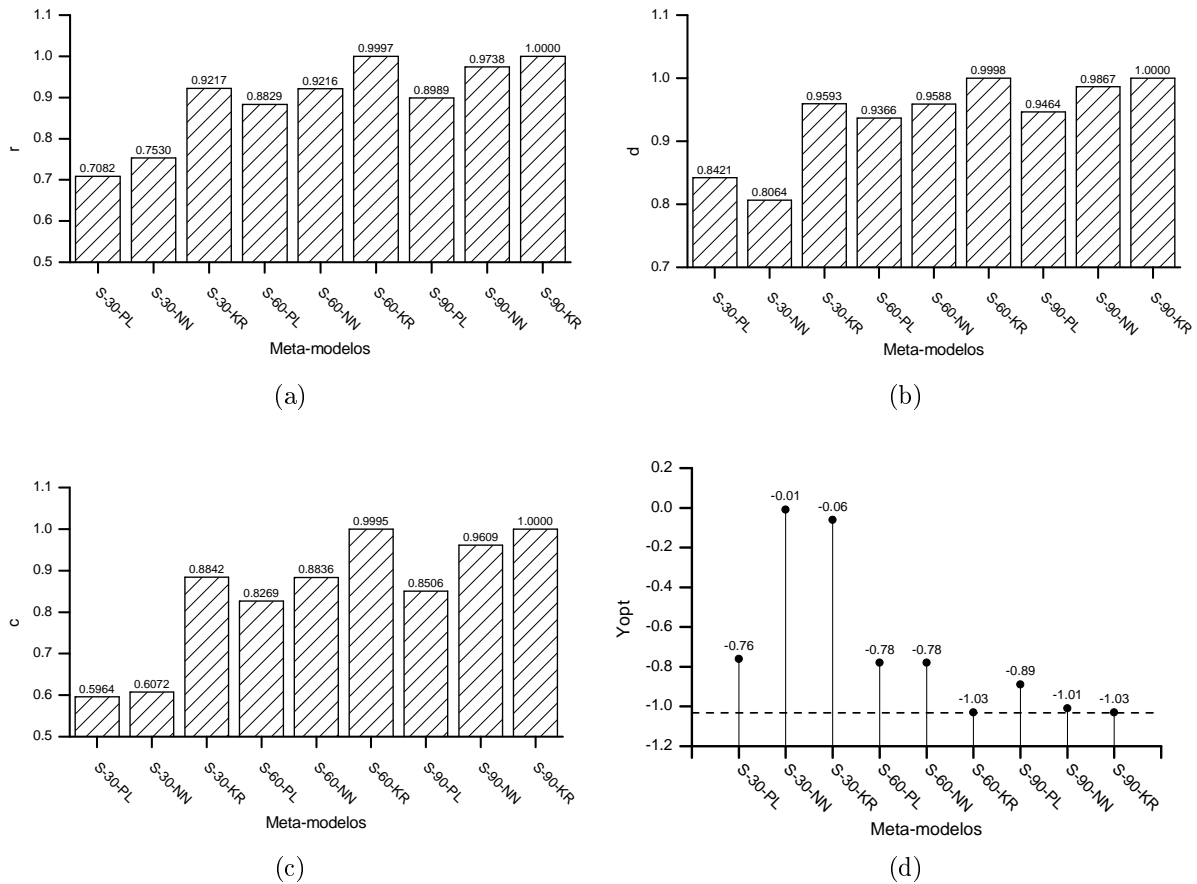 1.1
1.0
0.9
0.8
0.7
0.6
0.5
r
0.7082
0.7530
0.9217
0.8829
0.9216
0.9997
0.8989
0.9738
1.0000
S-30-PL
S-30-NN
S-30-KR
S-60-PL
S-60-NN
S-60-KR
S-90-PL
S-90-NN
S-90-KR
Meta-modelos
(a)
1.1
1.0
0.9
0.8
0.7
d
0.8421
0.8064
0.9593
0.9366
0.9588
0.9998
0.9464
0.9867
1.0000
S-30-PL
S-30-NN
S-30-KR
S-60-PL
S-60-NN
S-60-KR
S-90-PL
S-90-NN
S-90-KR
Meta-modelos
(b)
1.1
1.0
0.9
0.8
0.7
0.6
0.5
c
0.5964
0.6072
0.8842
0.8269
0.8836
0.9995
0.8506
0.9609
1.0000
S-30-PL
S-30-NN
S-30-KR
S-60-PL
S-60-NN
S-60-KR
S-90-PL
S-90-NN
S-90-KR
Meta-modelos
(c)
0.2
0.0
-0.2
-0.4
-0.6
-0.8
-1.0
-1.2
Yopt
-0.76
-0.01
-0.06
-0.78
-0.78
-1.03
-0.89
-1.01
-1.03
S-30-PL
S-30-NN
S-30-KR
S-60-PL
S-60-NN
S-60-KR
S-90-PL
S-90-NN
S-90-KR
Meta-modelos
(d)